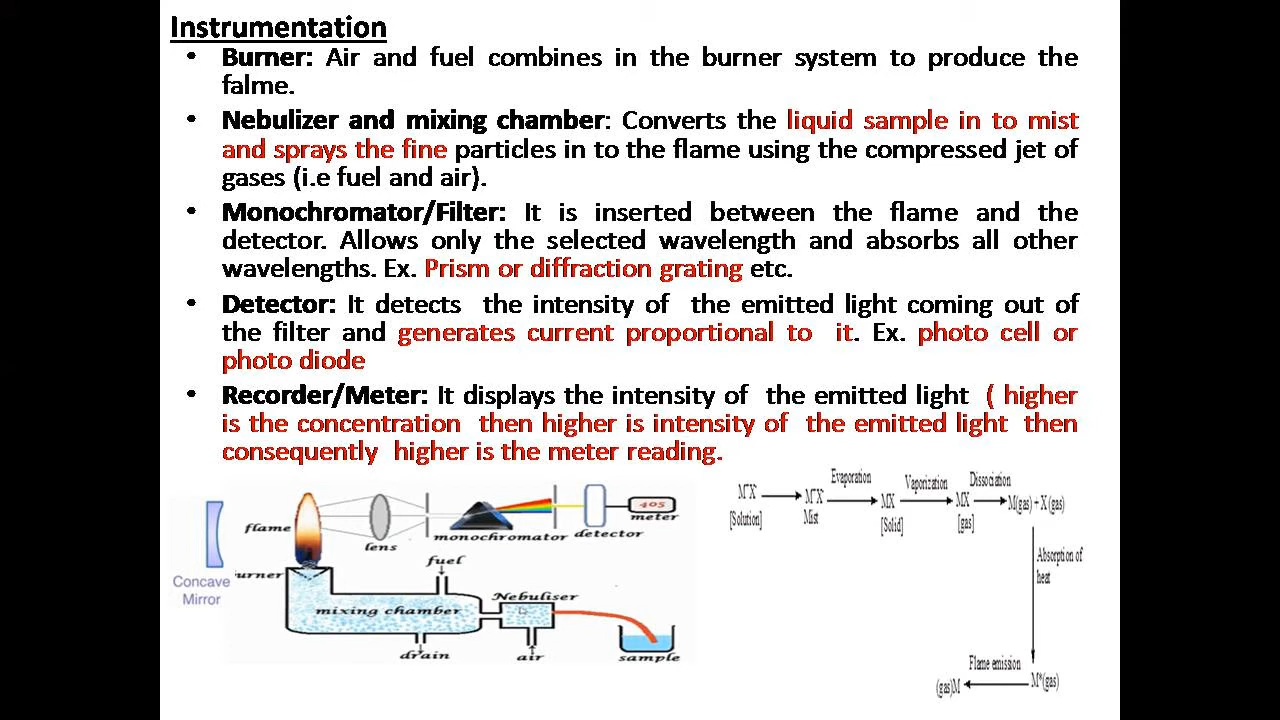 Instrumentation
• Burner: Air and fuel combines in the burner system to produce the
falme.
• Nebulizer and mixing chamber: Converts the liquid sample in to mist
and sprays the fine particles in to the flame using the compressed jet of
gases (i.e fuel and air).
• Monochromator/Filter: It is inserted between the flame and the
detector. Allows only the selected wavelength and absorbs all other
wavelengths. Ex. Prism or diffraction grating etc.
• Detector: It detects the intensity of the emitted light coming out of
the filter and generates current proportional to it. Ex. photo cell or
photo diode
• Recorder/Meter: It displays the intensity of the emitted light ( higher
is the concentration then higher is intensity of the emitted light then
consequently higher is the meter reading.
flame
lens
monochromator
detector
405
meter
Concave
Mirror
urner
fuel
mixing chamber
Nebuliser
drain
air
sample
Evaporation
Vaporization
Dissociation
M⁺X⁻
M⁺X⁻
MX
MX
M(gas) + X(gas)
[Solution]
Mist
[Solid]
[gas]
Absorption of
heat
Flame emission
(gas)M
M*(gas)